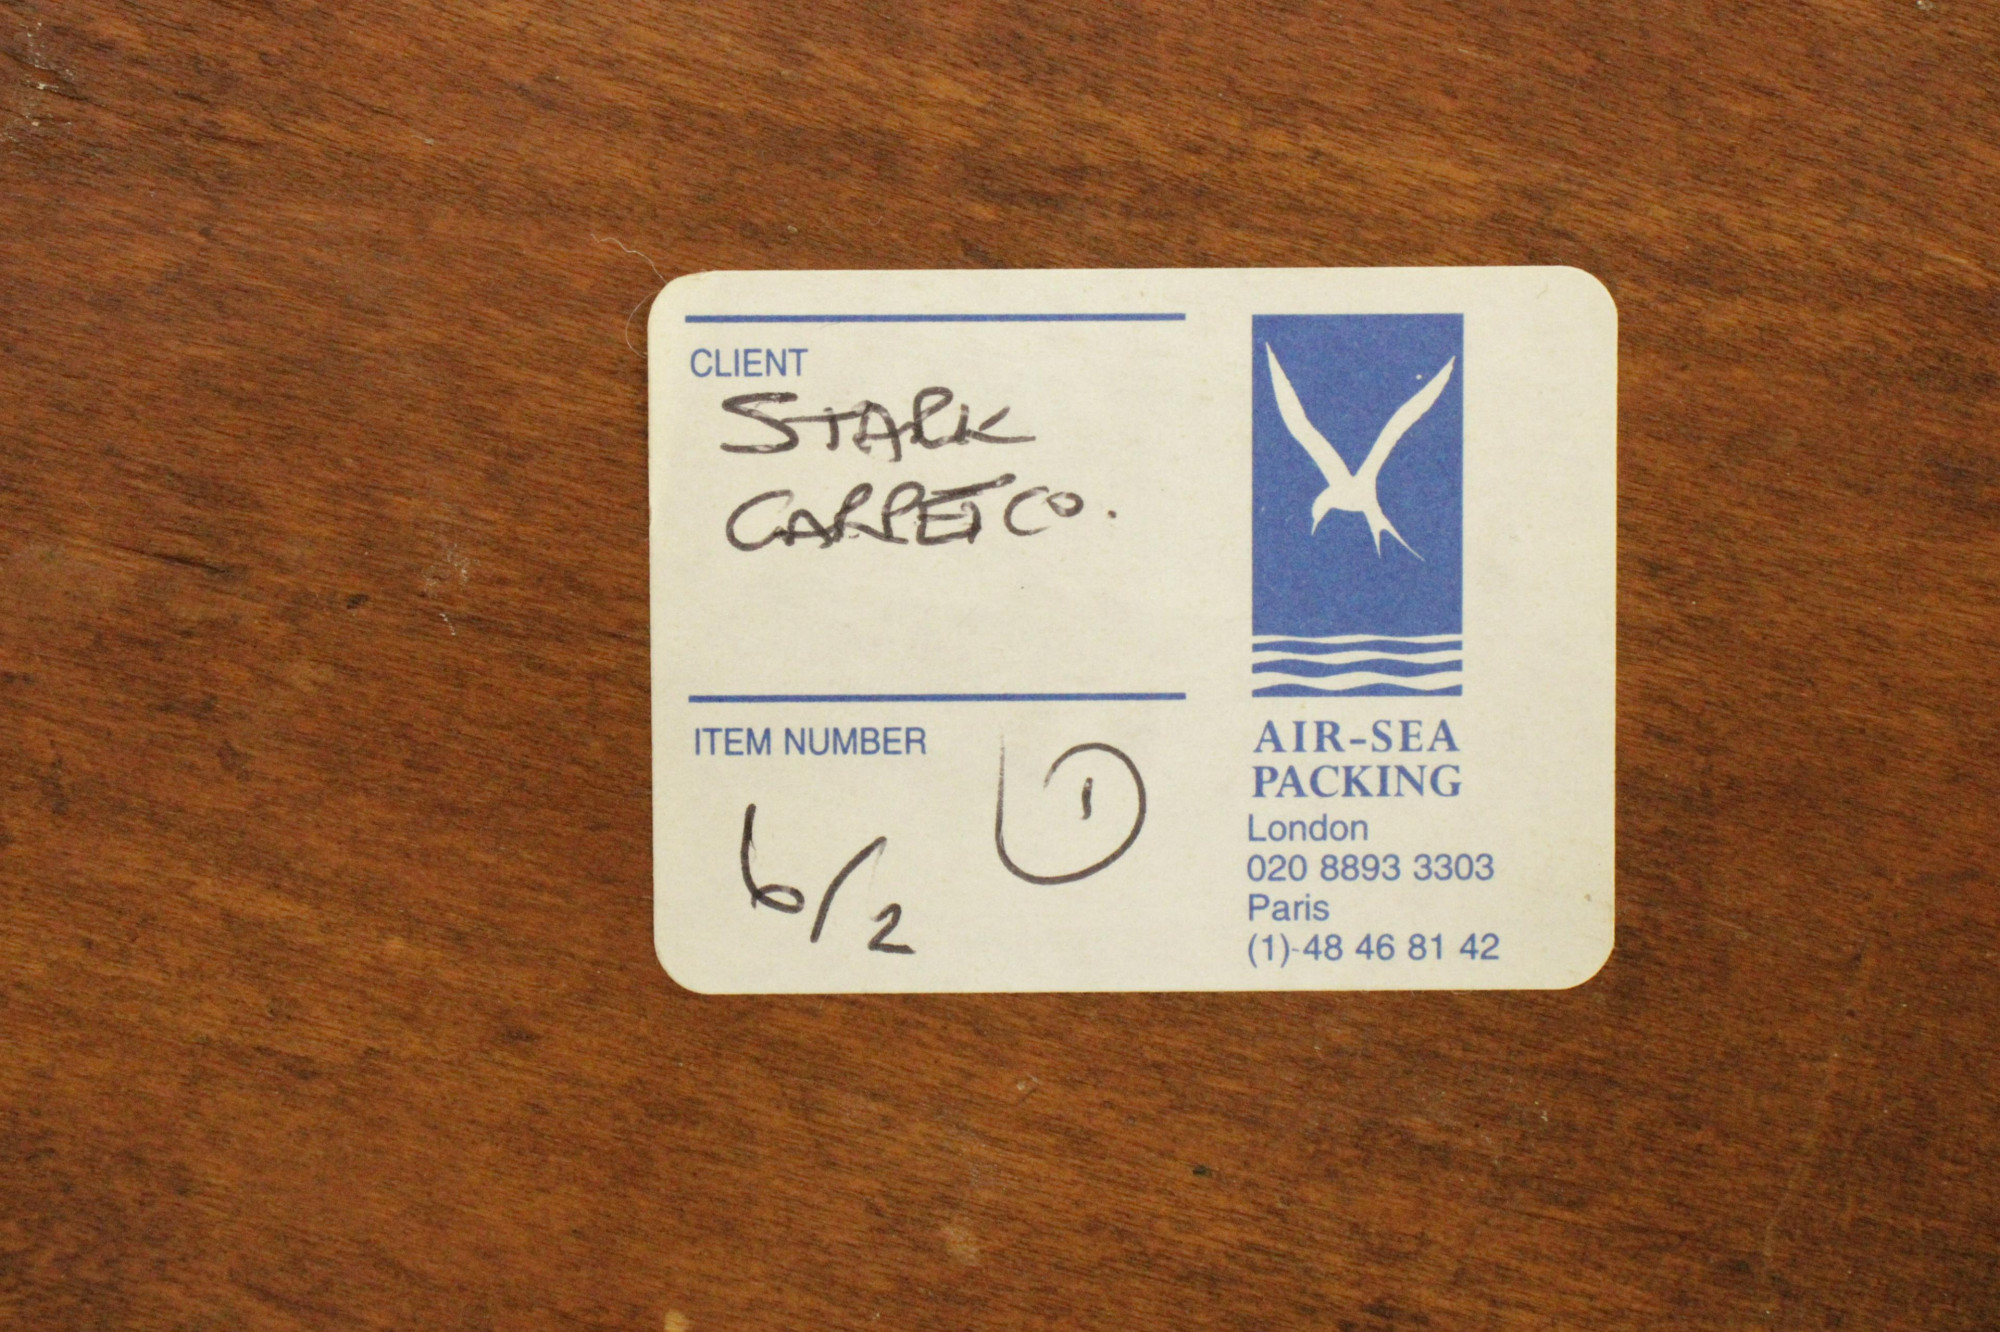 CLIENT
STARK
CARPET CO.
ITEM NUMBER
6/2
1
AIR-SEA
PACKING
London
020 8893 3303
Paris
(1)-48 46 81 42